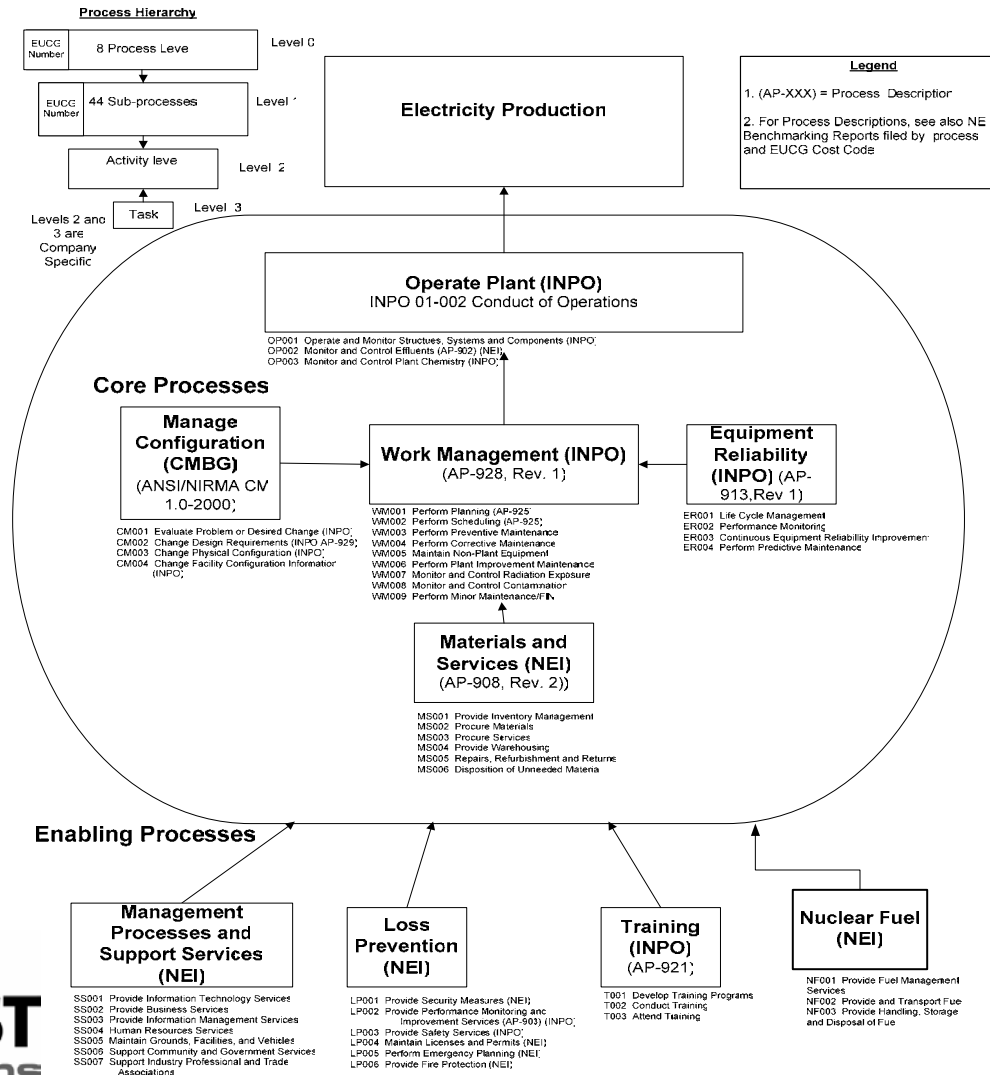 Process Hierarchy
EUCG
Number
8 Process Leve
Level 0
EUCG
Number
44 Sub-processes
Level 1
Activity leve
Level 2
Task
Level 3
Levels 2 and
3 are
Company
Specific
Electricity Production
Legend
1. (AP-XXX) = Process Description
2. For Process Descriptions, see also NE
Benchmarking Reports filed by process
and EUCG Cost Code
Operate Plant (INPO)
INPO 01-002 Conduct of Operations
OP001 Operate and Monitor Structures, Systems and Components (INPO)
OP002 Monitor and Control Effluents (AP-902) (NEI)
OP003 Monitor and Control Plant Chemistry (INPO)
Core Processes
Manage
Configuration
(CMBG)
(ANSI/NIRMA CM
1.0-2000)
CM001 Evaluate Problem or Desired Change (INPO)
CM002 Change Design Requirements (INPO AP-929)
CM003 Change Physical Configuration (INPO)
CM004 Change Facility Configuration Information
(INPO)
Work Management (INPO)
(AP-928, Rev. 1)
WM001 Perform Planning (AP-925)
WM002 Perform Scheduling (AP-925)
WM003 Perform Preventive Maintenance
WM004 Perform Corrective Maintenance
WM005 Maintain Non-Plant Equipment
WM006 Perform Plant Improvement Maintenance
WM007 Monitor and Control Radiation Exposure
WM008 Monitor and Control Contamination
WM009 Perform Minor Maintenance/FIN
Equipment
Reliability
(INPO) (AP-
913,Rev 1)
ER001 Life Cycle Management
ER002 Performance Monitoring
ER003 Continuous Equipment Reliability Improvemen
ER004 Perform Predictive Maintenance
Materials and
Services (NEI)
(AP-908, Rev. 2))
MS001 Provide Inventory Management
MS002 Procure Materials
MS003 Procure Services
MS004 Provide Warehousing
MS005 Repairs, Refurbishment and Returns
MS006 Disposition of Unneeded Materia
Enabling Processes
Management
Processes and
Support Services
(NEI)
SS001 Provide Information Technology Services
SS002 Provide Business Services
SS003 Provide Information Management Services
SS004 Human Resources Services
SS005 Maintain Grounds, Facilities, and Vehicles
SS006 Support Community and Government Services
SS007 Support Industry Professional and Trade
Associations
Loss
Prevention
(NEI)
LP001 Provide Security Measures (NEI)
LP002 Provide Performance Monitoring and
Improvement Services (AP-903) (INPO)
LP003 Provide Safety Services (INPO)
LP004 Maintain Licenses and Permits (NEI)
LP005 Perform Emergency Planning (NEI)
LP006 Provide Fire Protection (NEI)
Training
(INPO)
(AP-921)
T001 Develop Training Programs
T002 Conduct Training
T003 Attend Training
Nuclear Fuel
(NEI)
NF001 Provide Fuel Management
Services
NF002 Provide and Transport Fue
NF003 Provide Handling, Storage
and Disposal of Fue